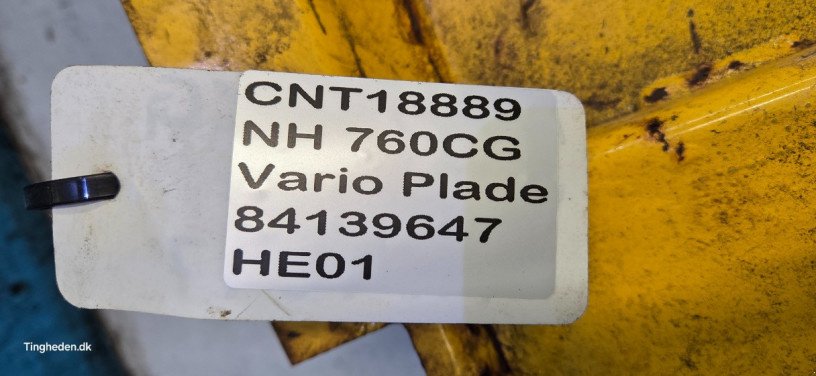 CNT18889
NH 760CG
Vario Plade
84139647
HE01
Tingheden.dk